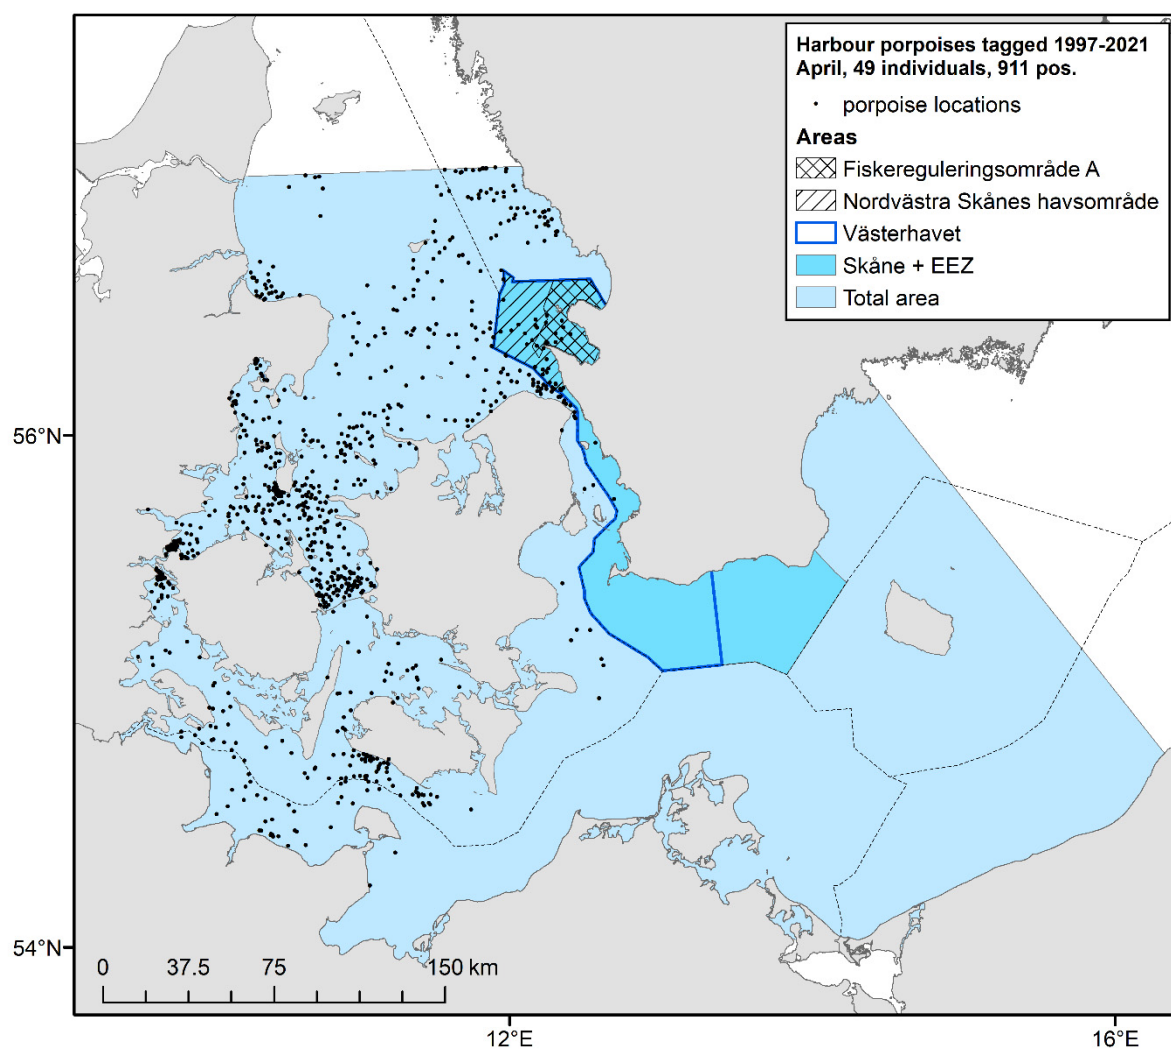 Harbour porpoises tagged 1997-2021
April, 49 individuals, 911 pos.
porpoise locations
Areas
Fiskereguleringsområde A
Nordvästra Skånes havsområde
Västerhavet
Skåne + EEZ
Total area
56°N
54°N
0 37.5 75 150 km
12°E 16°E